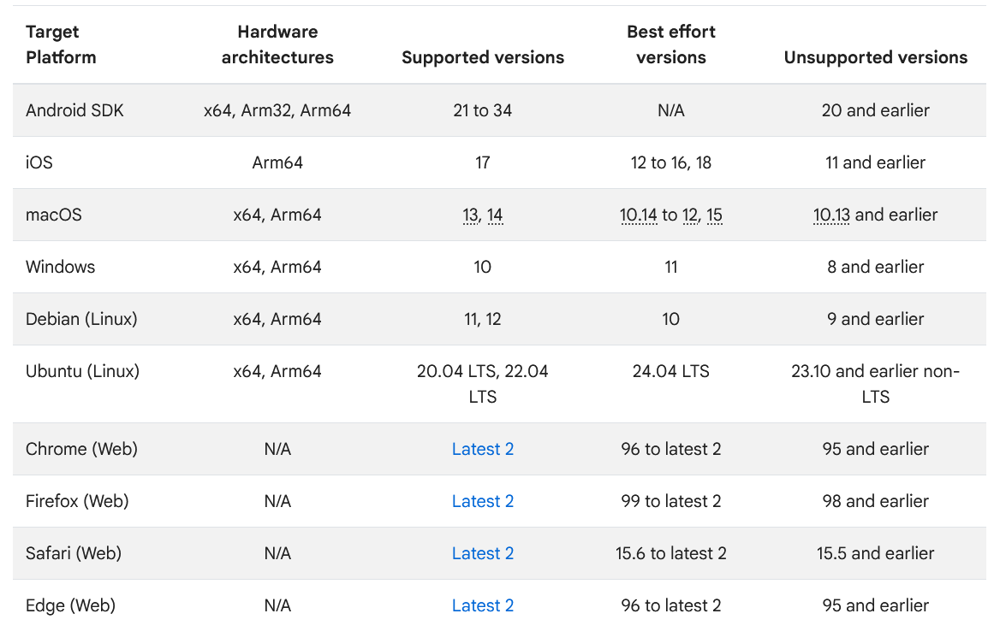 Target Platform | Hardware architectures | Supported versions | Best effort versions | Unsupported versions
Android SDK | x64, Arm32, Arm64 | 21 to 34 | N/A | 20 and earlier
iOS | Arm64 | 17 | 12 to 16, 18 | 11 and earlier
macOS | x64, Arm64 | 13, 14 | 10.14 to 12, 15 | 10.13 and earlier
Windows | x64, Arm64 | 10 | 11 | 8 and earlier
Debian (Linux) | x64, Arm64 | 11, 12 | 10 | 9 and earlier
Ubuntu (Linux) | x64, Arm64 | 20.04 LTS, 22.04 LTS | 24.04 LTS | 23.10 and earlier non-LTS
Chrome (Web) | N/A | Latest 2 | 96 to latest 2 | 95 and earlier
Firefox (Web) | N/A | Latest 2 | 99 to latest 2 | 98 and earlier
Safari (Web) | N/A | Latest 2 | 15.6 to latest 2 | 15.5 and earlier
Edge (Web) | N/A | Latest 2 | 96 to latest 2 | 95 and earlier